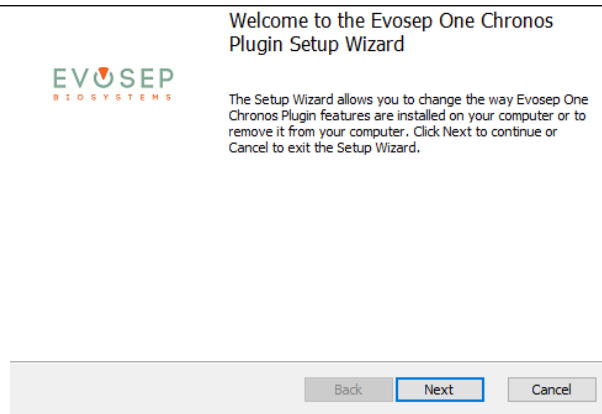 Welcome to the Evosep One Chronos
Plugin Setup Wizard
EVOSEP
BIOSYSTEMS
The Setup Wizard allows you to change the way Evosep One
Chronos Plugin features are installed on your computer or to
remove it from your computer. Click Next to continue or
Cancel to exit the Setup Wizard.
Back Next Cancel